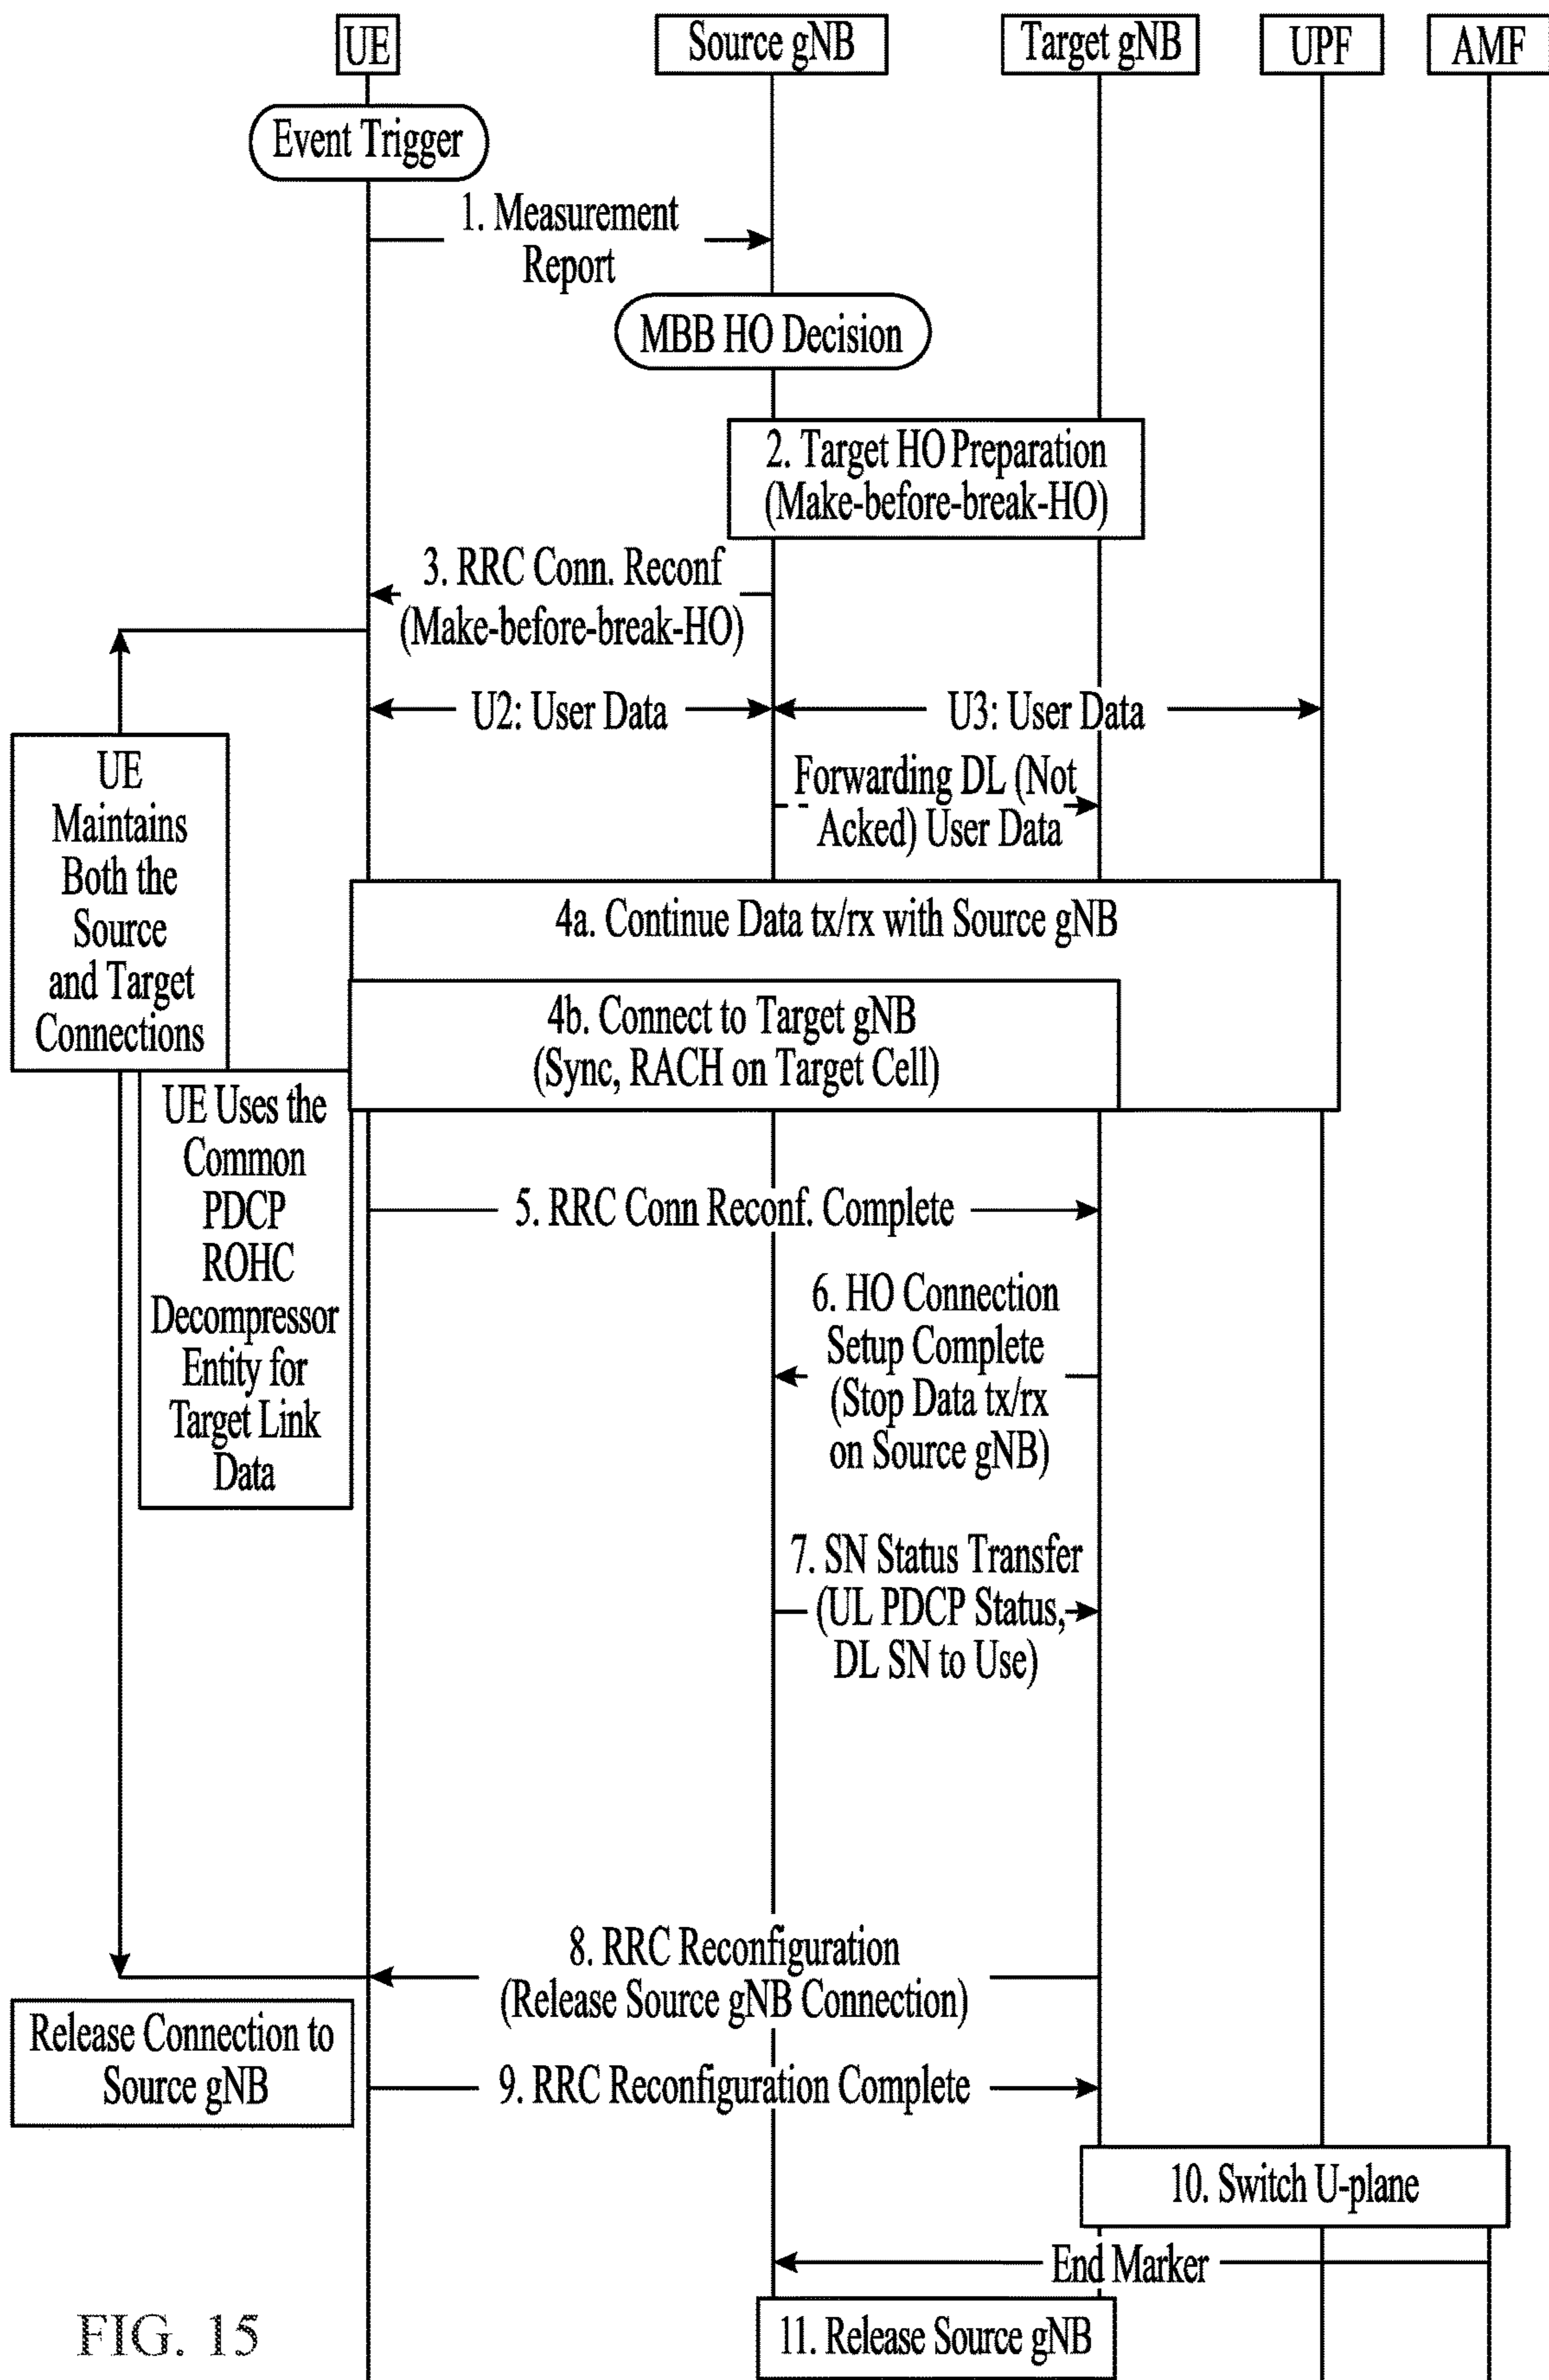 UE
Source gNB
Target gNB
UPF
AMF
Event Trigger
1. Measurement
Report
MBB HO Decision
2. Target HO Preparation
(Make-before-break-HO)
3. RRC Conn. Reconf
(Make-before-break-HO)
U2: User Data
U3: User Data
Forwarding DL (Not
Acked) User Data
UE
Maintains
Both the
Source
and Target
Connections
4a. Continue Data tx/rx with Source gNB
4b. Connect to Target gNB
(Sync, RACH on Target Cell)
UE Uses the
Common
PDCP
ROHC
Decompressor
Entity for
Target Link
Data
5. RRC Conn Reconf. Complete
6. HO Connection
Setup Complete
(Stop Data tx/rx
on Source gNB)
7. SN Status Transfer
(UL PDCP Status,
DL SN to Use)
8. RRC Reconfiguration
(Release Source gNB Connection)
Release Connection to
Source gNB
9. RRC Reconfiguration Complete
10. Switch U-plane
End Marker
11. Release Source gNB
FIG. 15